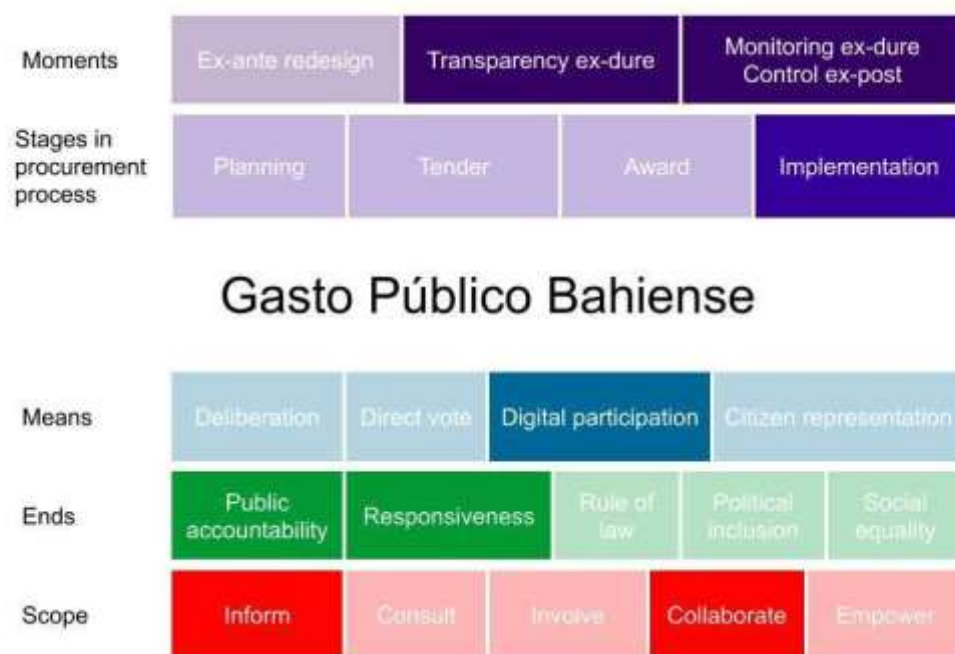 Moments
Ex-ante redesign
Transparency ex-dure
Monitoring ex-dure
Control ex-post
Stages in
procurement
process
Planning
Tender
Award
Implementation
Gasto Público Bahiense
Means
Deliberation
Direct vote
Digital participation
Citizen representation
Ends
Public
accountability
Responsiveness
Rule of
law
Political
inclusion
Social
equality
Scope
Inform
Consult
Involve
Collaborate
Empower